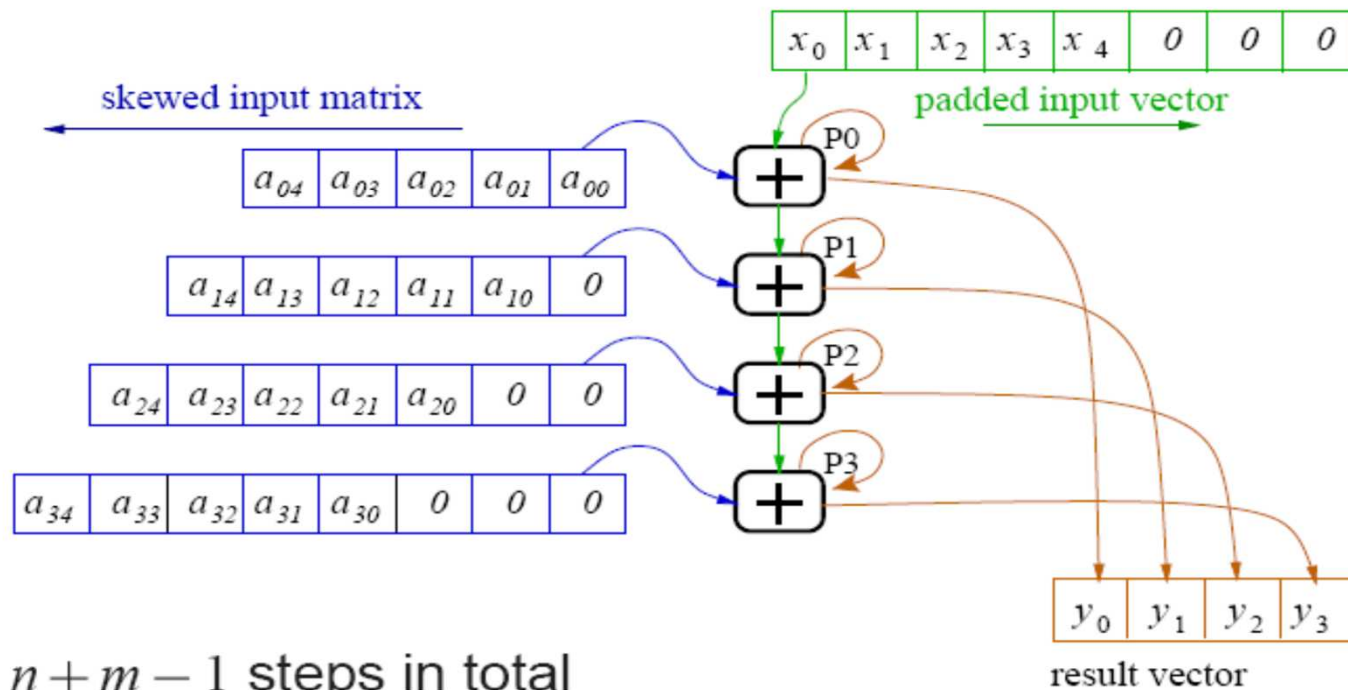 x0 x1 x2 x3 x4 0 0 0
skewed input matrix
padded input vector
P0
a04 a03 a02 a01 a00
+
P1
a14 a13 a12 a11 a10 0
+
P2
a24 a23 a22 a21 a20 0 0
+
P3
a34 a33 a32 a31 a30 0 0 0
+
y0 y1 y2 y3
n + m − 1 steps in total
result vector